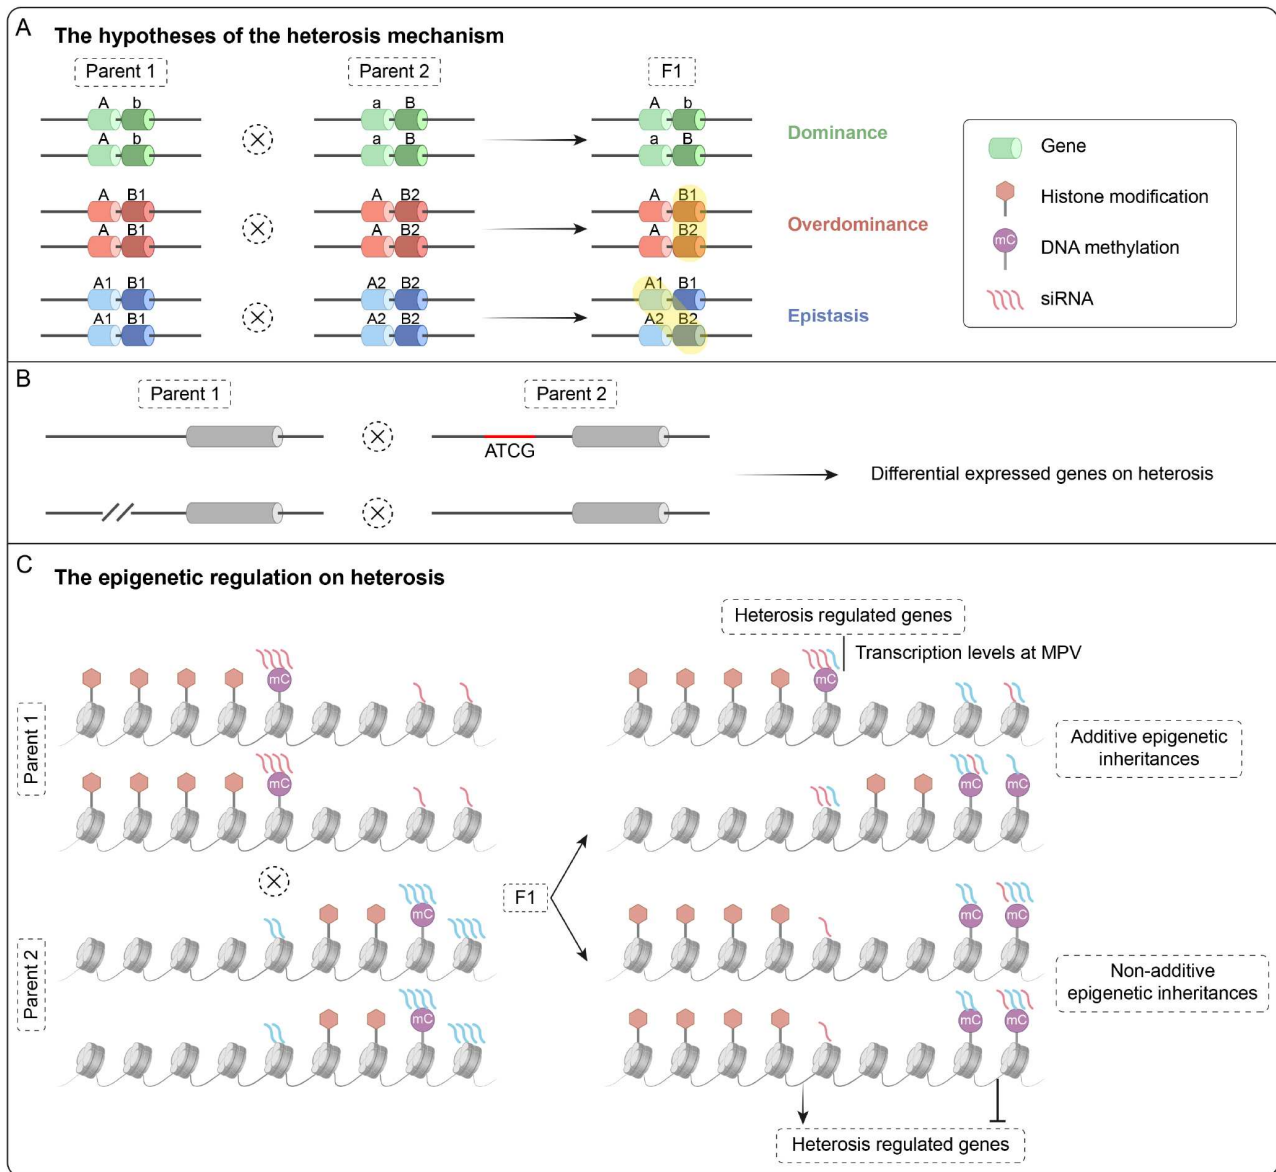 A
The hypotheses of the heterosis mechanism
Parent 1
Parent 2
F1
A b
a B
A b
A b
a B
a B
Dominance
A B1
A B2
A B1
A B1
A B2
A B2
Overdominance
A1 B1
A2 B2
A1 B1
A1 B1
A2 B2
A2 B2
Epistasis
Gene
Histone modification
mC
DNA methylation
siRNA
B
Parent 1
Parent 2
ATCG
Differential expressed genes on heterosis
C
The epigenetic regulation on heterosis
Heterosis regulated genes
Transcription levels at MPV
Parent 1
mC
mC
mC
mC
mC
Additive epigenetic
inheritances
F1
Parent 2
mC
mC
mC
mC
mC
mC
Non-additive
epigenetic inheritances
Heterosis regulated genes